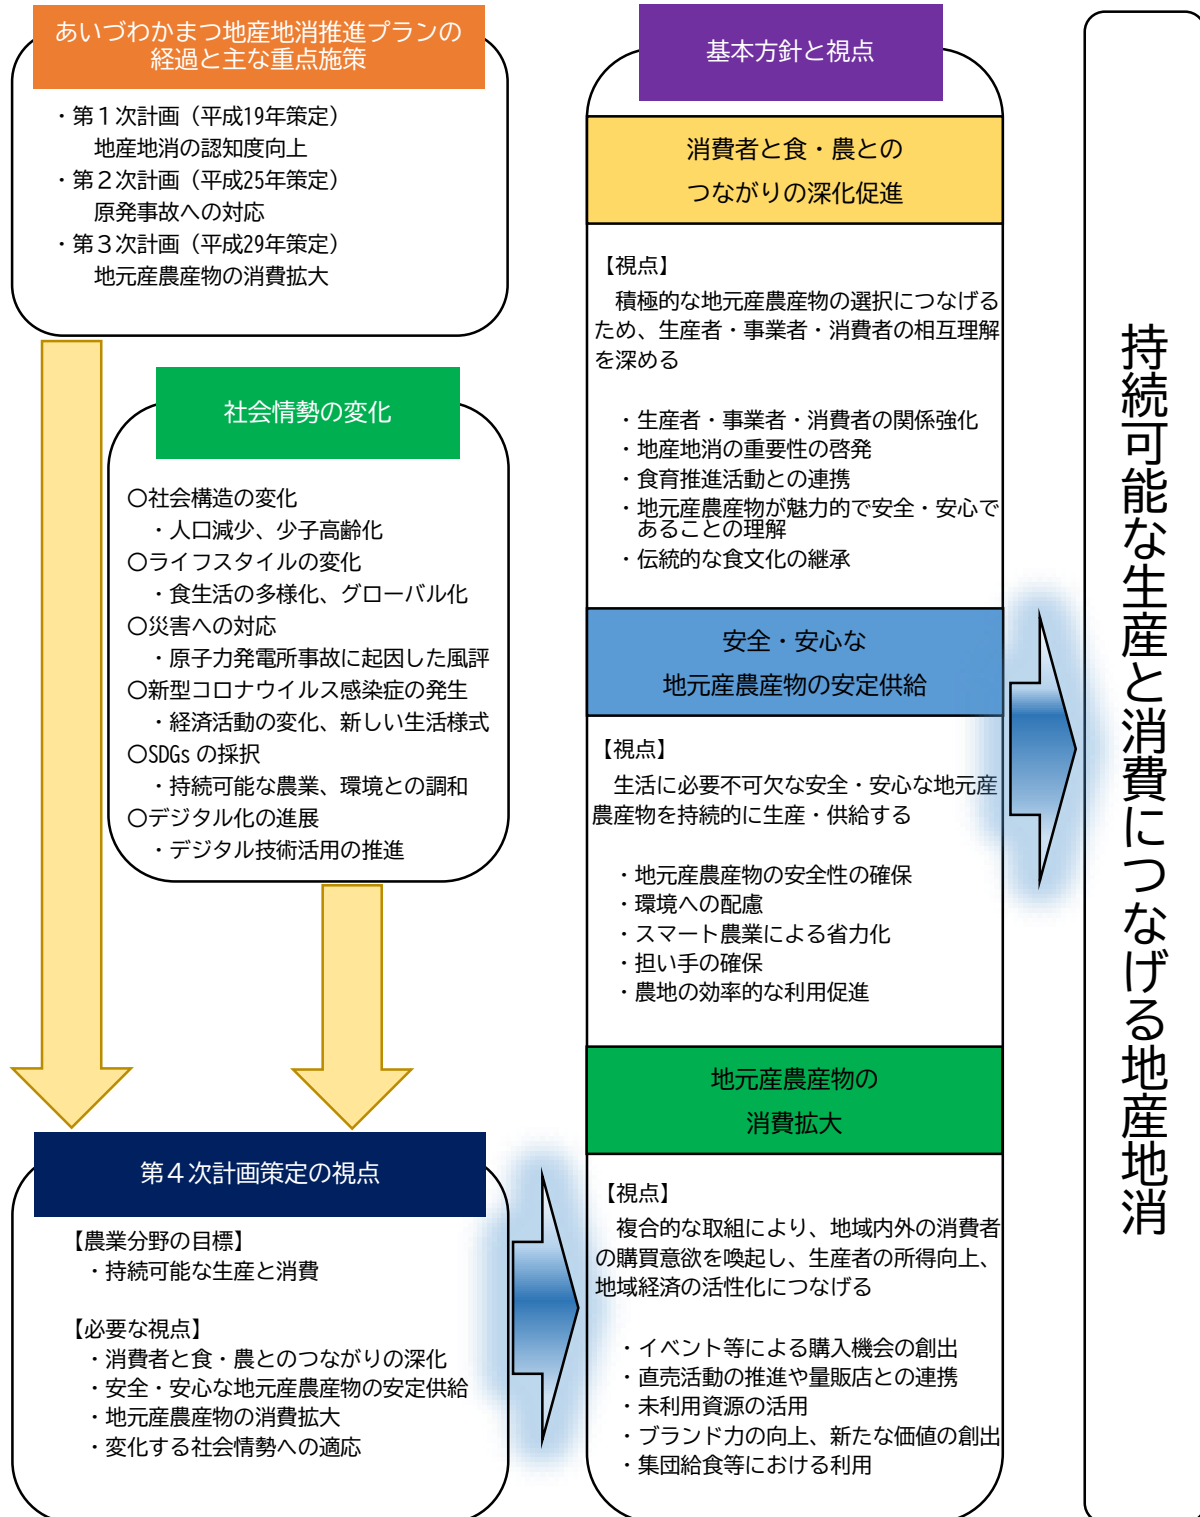 あいづわかまつ地産地消推進プランの
経過と主な重点施策
・第１次計画（平成19年策定）
地産地消の認知度向上
・第２次計画（平成25年策定）
原発事故への対応
・第３次計画（平成29年策定）
地元産農産物の消費拡大
社会情勢の変化
〇社会構造の変化
・人口減少、少子高齢化
〇ライフスタイルの変化
・食生活の多様化、グローバル化
〇災害への対応
・原子力発電所事故に起因した風評
〇新型コロナウイルス感染症の発生
・経済活動の変化、新しい生活様式
〇SDGsの採択
・持続可能な農業、環境との調和
〇デジタル化の進展
・デジタル技術活用の推進
第４次計画策定の視点
【農業分野の目標】
・持続可能な生産と消費
【必要な視点】
・消費者と食・農とのつながりの深化
・安全・安心な地元産農産物の安定供給
・地元産農産物の消費拡大
・変化する社会情勢への適応
基本方針と視点
消費者と食・農との
つながりの深化促進
【視点】
積極的な地元産農産物の選択につなげる
ため、生産者・事業者・消費者の相互理解
を深める
・生産者・事業者・消費者の関係強化
・地産地消の重要性の啓発
・食育推進活動との連携
・地元産農産物が魅力的で安全・安心で
あることの理解
・伝統的な食文化の継承
安全・安心な
地元産農産物の安定供給
【視点】
生活に必要不可欠な安全・安心な地元産
農産物を持続的に生産・供給する
・地元産農産物の安全性の確保
・環境への配慮
・スマート農業による省力化
・担い手の確保
・農地の効率的な利用促進
地元産農産物の
消費拡大
【視点】
複合的な取組により、地域内外の消費者
の購買意欲を喚起し、生産者の所得向上、
地域経済の活性化につなげる
・イベント等による購入機会の創出
・直売活動の推進や量販店との連携
・未利用資源の活用
・ブランド力の向上、新たな価値の創出
・集団給食等における利用
持続可能な生産と消費につなげる地産地消